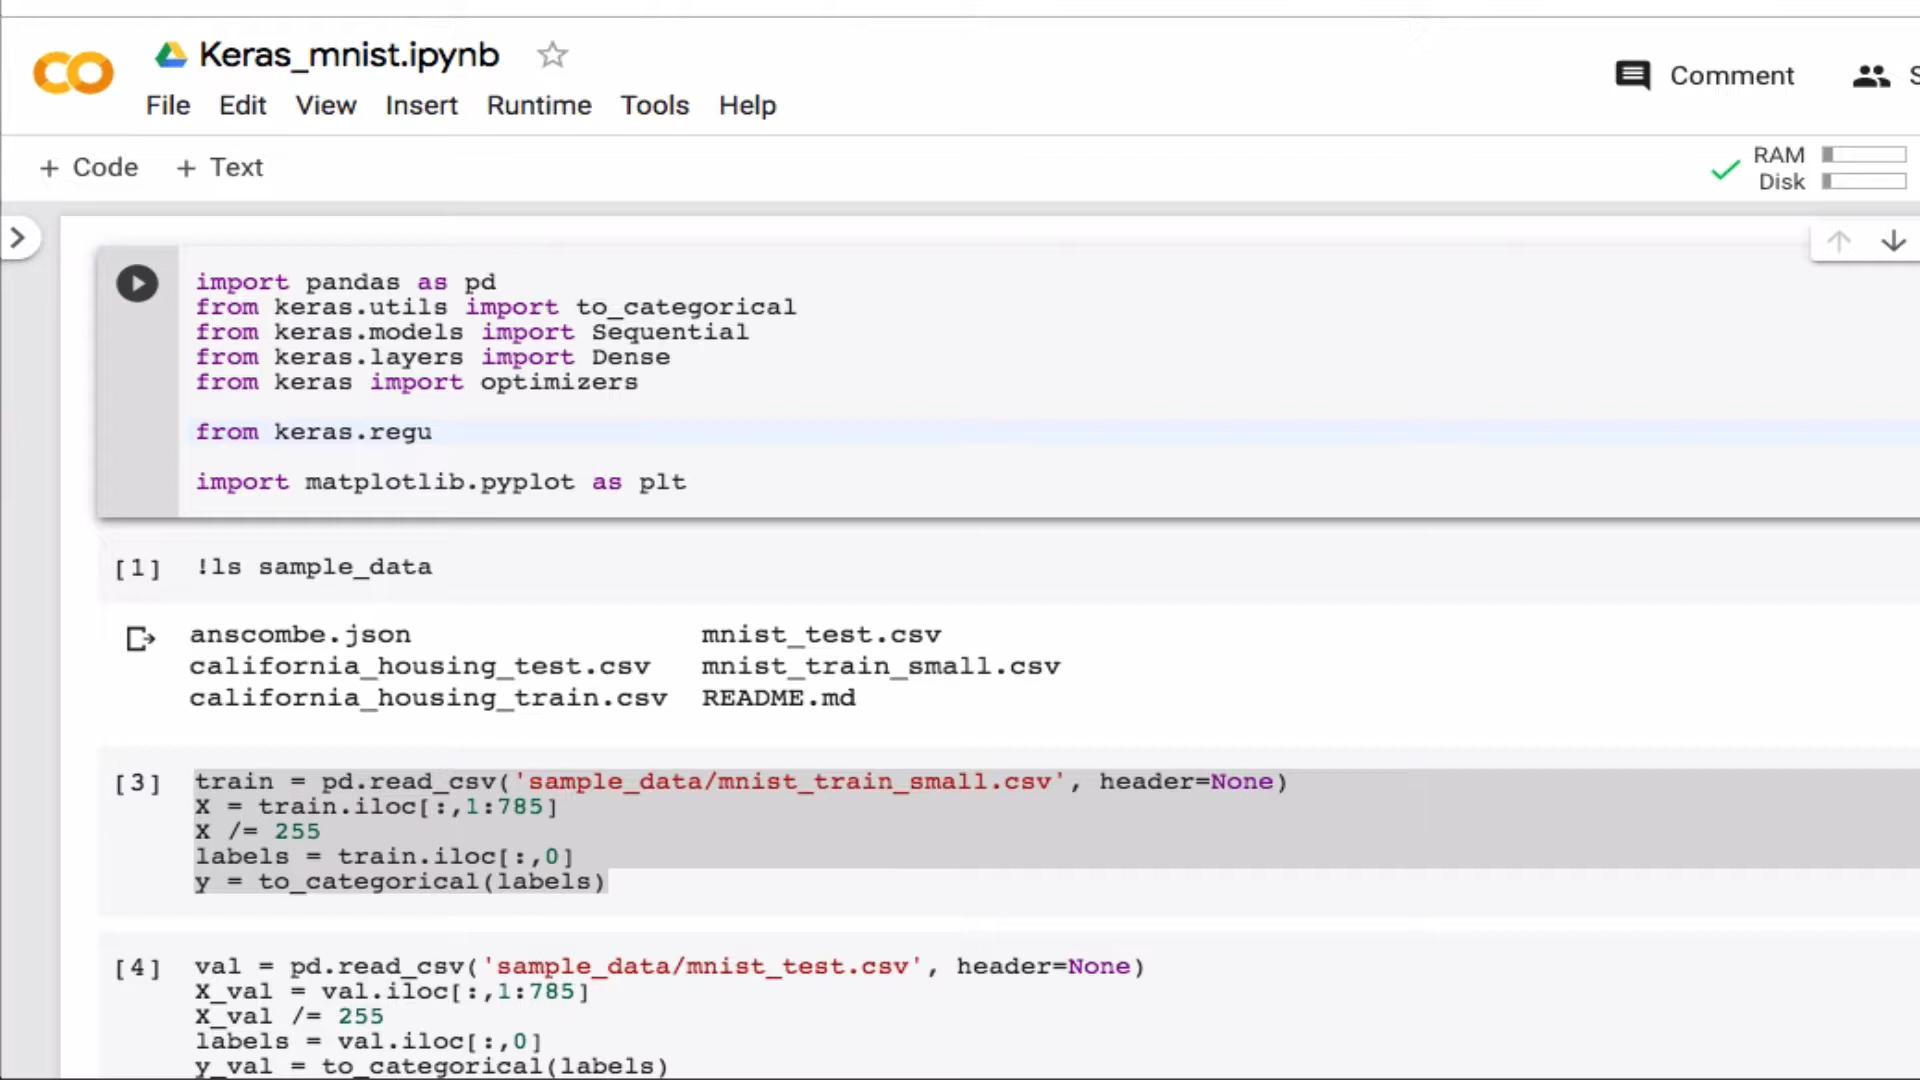 Keras_mnist.ipynb
File Edit View Insert Runtime Tools Help
Comment
+ Code + Text
RAM
Disk
import pandas as pd
from keras.utils import to_categorical
from keras.models import Sequential
from keras.layers import Dense
from keras import optimizers
from keras.regu
import matplotlib.pyplot as plt
[1] !ls sample_data
anscombe.json mnist_test.csv
california_housing_test.csv mnist_train_small.csv
california_housing_train.csv README.md
[3] train = pd.read_csv('sample_data/mnist_train_small.csv', header=None)
X = train.iloc[:,1:785]
X /= 255
labels = train.iloc[:,0]
y = to_categorical(labels)
[4] val = pd.read_csv('sample_data/mnist_test.csv', header=None)
X_val = val.iloc[:,1:785]
X_val /= 255
labels = val.iloc[:,0]
y_val = to_categorical(labels)